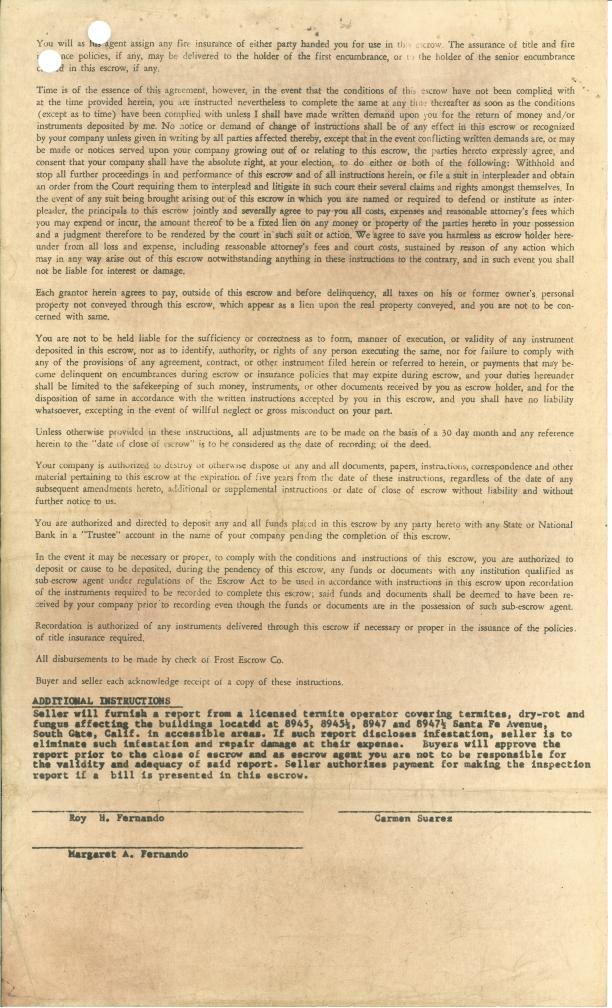 You will as his agent assign any fire insurance of either party handed you for use in this escrow. The assurance of title and fire
ance policies, if any, may be delivered to the holder of the first encumbrance, or to the holder of the senior encumbrance
in this escrow, if any.
Time is of the essence of this agreement, however, in the event that the conditions of this escrow have not been complied with
at the time provided herein, you are instructed nevertheless to complete the same at any time thereafter as soon as the conditions
(except as to time) have been complied with unless I shall have made written demand upon you for the return of money and/or
instruments deposited by me. No notice or demand of change of instructions shall be of any effect in this escrow or recognized
by your company unless given in writing by all parties affected thereby, except that in the event conflicting written demands are, or may
be made or notices served upon your company growing out of or relating to this escrow, the parties hereto expressly agree, and
consent that your company shall have the absolute right, at your election, to do either or both of the following: Withhold and
stop all further proceedings in and performance of this escrow and of all instructions herein, or file a suit in interpleader and obtain
an order from the Court requiring them to interplead and litigate in such court their several claims and rights amongst themselves. In
the event of any suit being brought arising out of this escrow in which you are named or required to defend or institute as inter-
pleader, the principals to this escrow jointly and severally agree to pay you all costs, expenses and reasonable attorney's fees which
you may expend or incur, the amount thereof to be a fixed lien on any money or property of the parties hereto in your possession
and a judgment therefore to be rendered by the court in such suit or action. We agree to save you harmless as escrow holder here-
under from all loss and expense, including reasonable attorney's fees and court costs, sustained by reason of any action which
may in any way arise out of this escrow notwithstanding anything in these instructions to the contrary, and in such event you shall
not be liable for interest or damage.
Each grantor herein agrees to pay, outside of this escrow and before delinquency, all taxes on his or former owner's personal
property not conveyed through this escrow, which appear as a lien upon the real property conveyed, and you are not to be con-
cerned with same.
You are not to be held liable for the sufficiency or correctness as to form, manner of execution, or validity of any instrument
deposited in this escrow, nor as to identify, authority, or rights of any person executing the same, nor for failure to comply with
any of the provisions of any agreement, contract, or other instrument filed herein or referred to herein, or payments that may be-
come delinquent on encumbrances during escrow or insurance policies that may expire during escrow, and your duties hereunder
shall be limited to the safekeeping of such money, instruments, or other documents received by you as escrow holder, and for the
disposition of same in accordance with the written instructions accepted by you in this escrow, and you shall have no liability
whatsoever, excepting in the event of willful neglect or gross misconduct on your part.
Unless otherwise provided in these instructions, all adjustments are to be made on the basis of a 30 day month and any reference
herein to the "date of close of escrow" is to be considered as the date of recording of the deed.
Your company is authorized to destroy or otherwise dispose of any and all documents, papers, instructions, correspondence and other
material pertaining to this escrow at the expiration of five years from the date of these instructions, regardless of the date of any
subsequent amendments hereto, additional or supplemental instructions or date of close of escrow without liability and without
further notice to us.
You are authorized and directed to deposit any and all funds placed in this escrow by any party hereto with any State or National
Bank in a "Trustee" account in the name of your company pending the completion of this escrow.
In the event it may be necessary or proper, to comply with the conditions and instructions of this escrow, you are authorized to
deposit or cause to be deposited, during the pendency of this escrow, any funds or documents with any institution qualified as
sub-escrow agent under regulations of the Escrow Act to be used in accordance with instructions in this escrow upon recordation
of the instruments required to be recorded to complete this escrow; said funds and documents shall be deemed to have been re-
ceived by your company prior to recording even though the funds or documents are in the possession of such sub-escrow agent.
Recordation is authorized of any instruments delivered through this escrow if necessary or proper in the issuance of the policies
of title insurance required.
All disbursements to be made by check of Frost Escrow Co.
Buyer and seller each acknowledge receipt of a copy of these instructions.
ADDITIONAL INSTRUCTIONS
Seller will furnish a report from a licensed termite operator covering termites, dry-rot and
fungus affecting the buildings located at 8945, 8945½, 8947 and 8947½ Santa Fe Avenue,
South Gate, Calif. in accessible areas. If such report discloses infestation, seller is to
eliminate such infestation and repair damage at their expense. Buyers will approve the
report prior to the close of escrow and as escrow agent you are not to be responsible for
the validity and adequacy of said report. Seller authorizes payment for making the inspection
report if a bill is presented in this escrow.
Roy H. Fernando
Carmen Suarez
Margaret A. Fernando